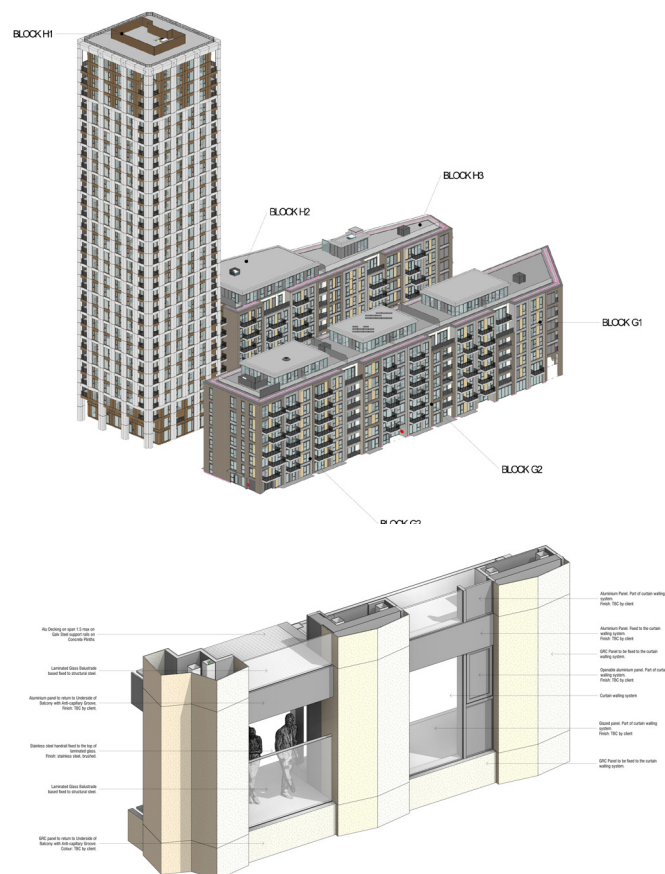 BLOCK H1
BLOCK H3
BLOCK H2
BLOCK G1
BLOCK G2
BLOCK G3
Alu Decking on span 1:5 max on
Galv Steel support rails on
Concrete Plinths
Laminated Glass Balustrade
based fixed to structural steel.
Aluminium panel to return to Underside of
Balcony with Anti-capillary Groove.
Finish: TBC by client.
Stainless steel handrail fixed to the top of
laminated glass.
Finish: stainless steel, brushed.
Laminated Glass Balustrade
based fixed to structural steel.
GRC panel to return to Underside of
Balcony with Anti-capillary Groove.
Colour: TBC by client.
Aluminium Panel. Part of curtain walling
system.
Finish: TBC by client
Aluminium Panel. Fixed to the curtain
walling system.
Finish: TBC by client
GRC Panel to be fixed to the curtain
walling system.
Openable aluminium panel. Part of curtain
walling system.
Finish: TBC by client
Curtain walling system
Glazed panel. Part of curtain walling
system.
Finish: TBC by client
GRC Panel to be fixed to the curtain
walling system.